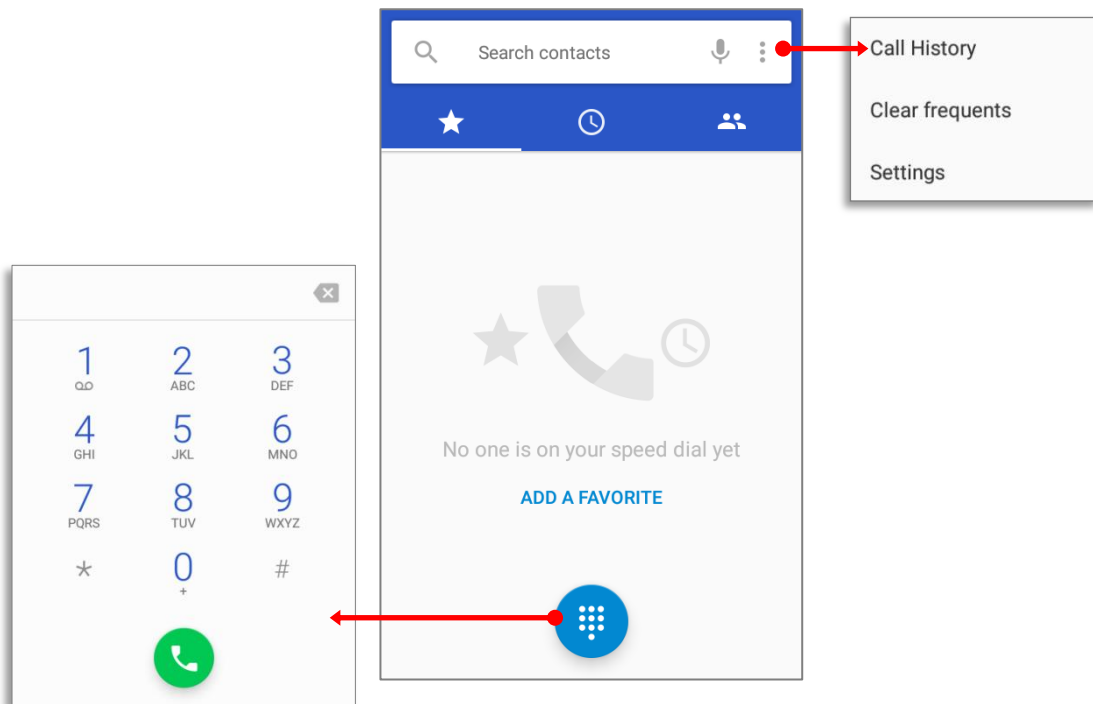 Search contacts
Call History
Clear frequents
Settings
No one is on your speed dial yet
ADD A FAVORITE
1 2 3
ABC DEF
4 5 6
GHI JKL MNO
7 8 9
PQRS TUV WXYZ
* 0 #
+